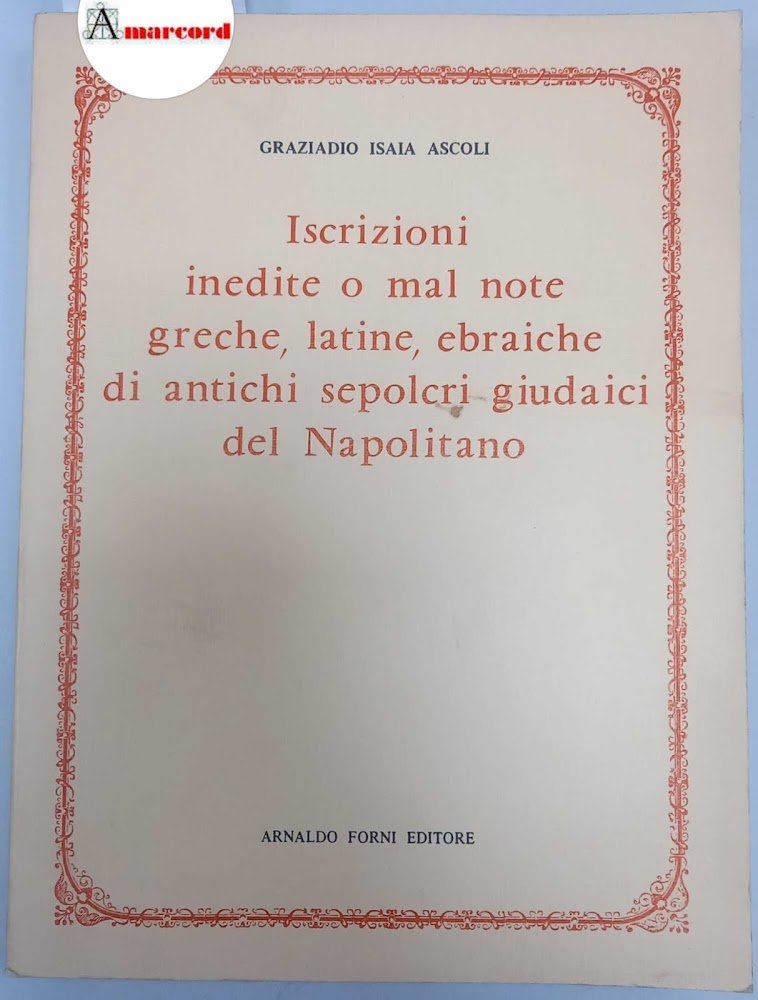 Amarcord
GRAZIADIO ISAIA ASCOLI
Iscrizioni
inedite o mal note
greche, latine, ebraiche
di antichi sepolcri giudaici
del Napolitano
ARNALDO FORNI EDITORE